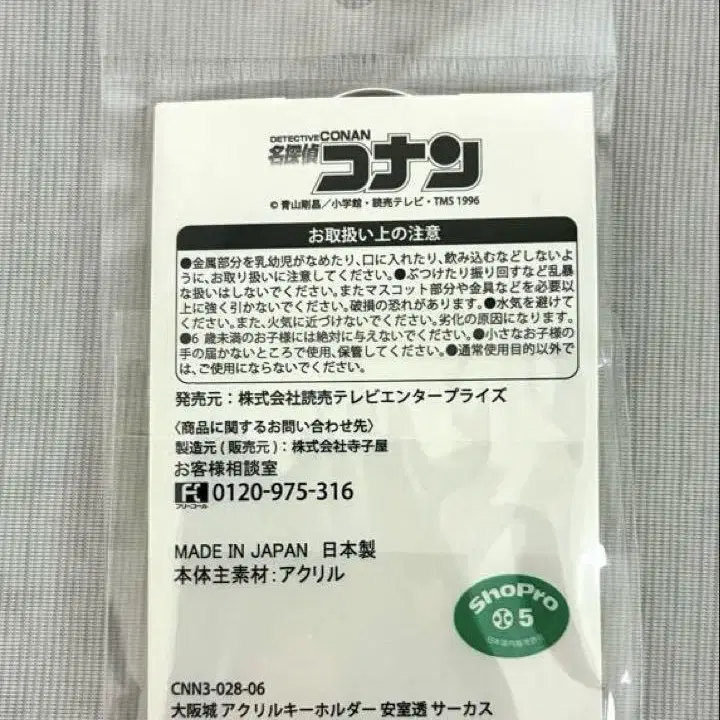 DETECTIVE CONAN
名探偵コナン
© 青山剛昌／小学館・読売テレビ・TMS 1996
お取扱い上の注意
●金属部分を乳幼児がなめたり、口に入れたり、飲み込むなどしないよ
うに、お取り扱いに注意してください。●ぶつけたり振り回すなど乱暴
な扱いはしないでください。またマスコット部分や金具などを必要以
上に強く引かないでください。破損の恐れがあります。●水気を避けて
ください。また、火気に近づけないでください。劣化の原因になります。
●6 歳未満のお子様には絶対に与えないでください。●小さなお子様の
手の届かないところで使用、保管してください。●通常使用目的以外で
は、ご使用にならないでください。
発売元：株式会社読売テレビエンタープライズ
〈商品に関するお問い合わせ先〉
製造元（販売元）：株式会社寺子屋
お客様相談室
フリーコール 0120-975-316
MADE IN JAPAN 日本製
本体主素材：アクリル
ShoPro
5
日本国内販売商品
CNN3-028-06
大阪城 アクリルキーホルダー 安室透 サーカス